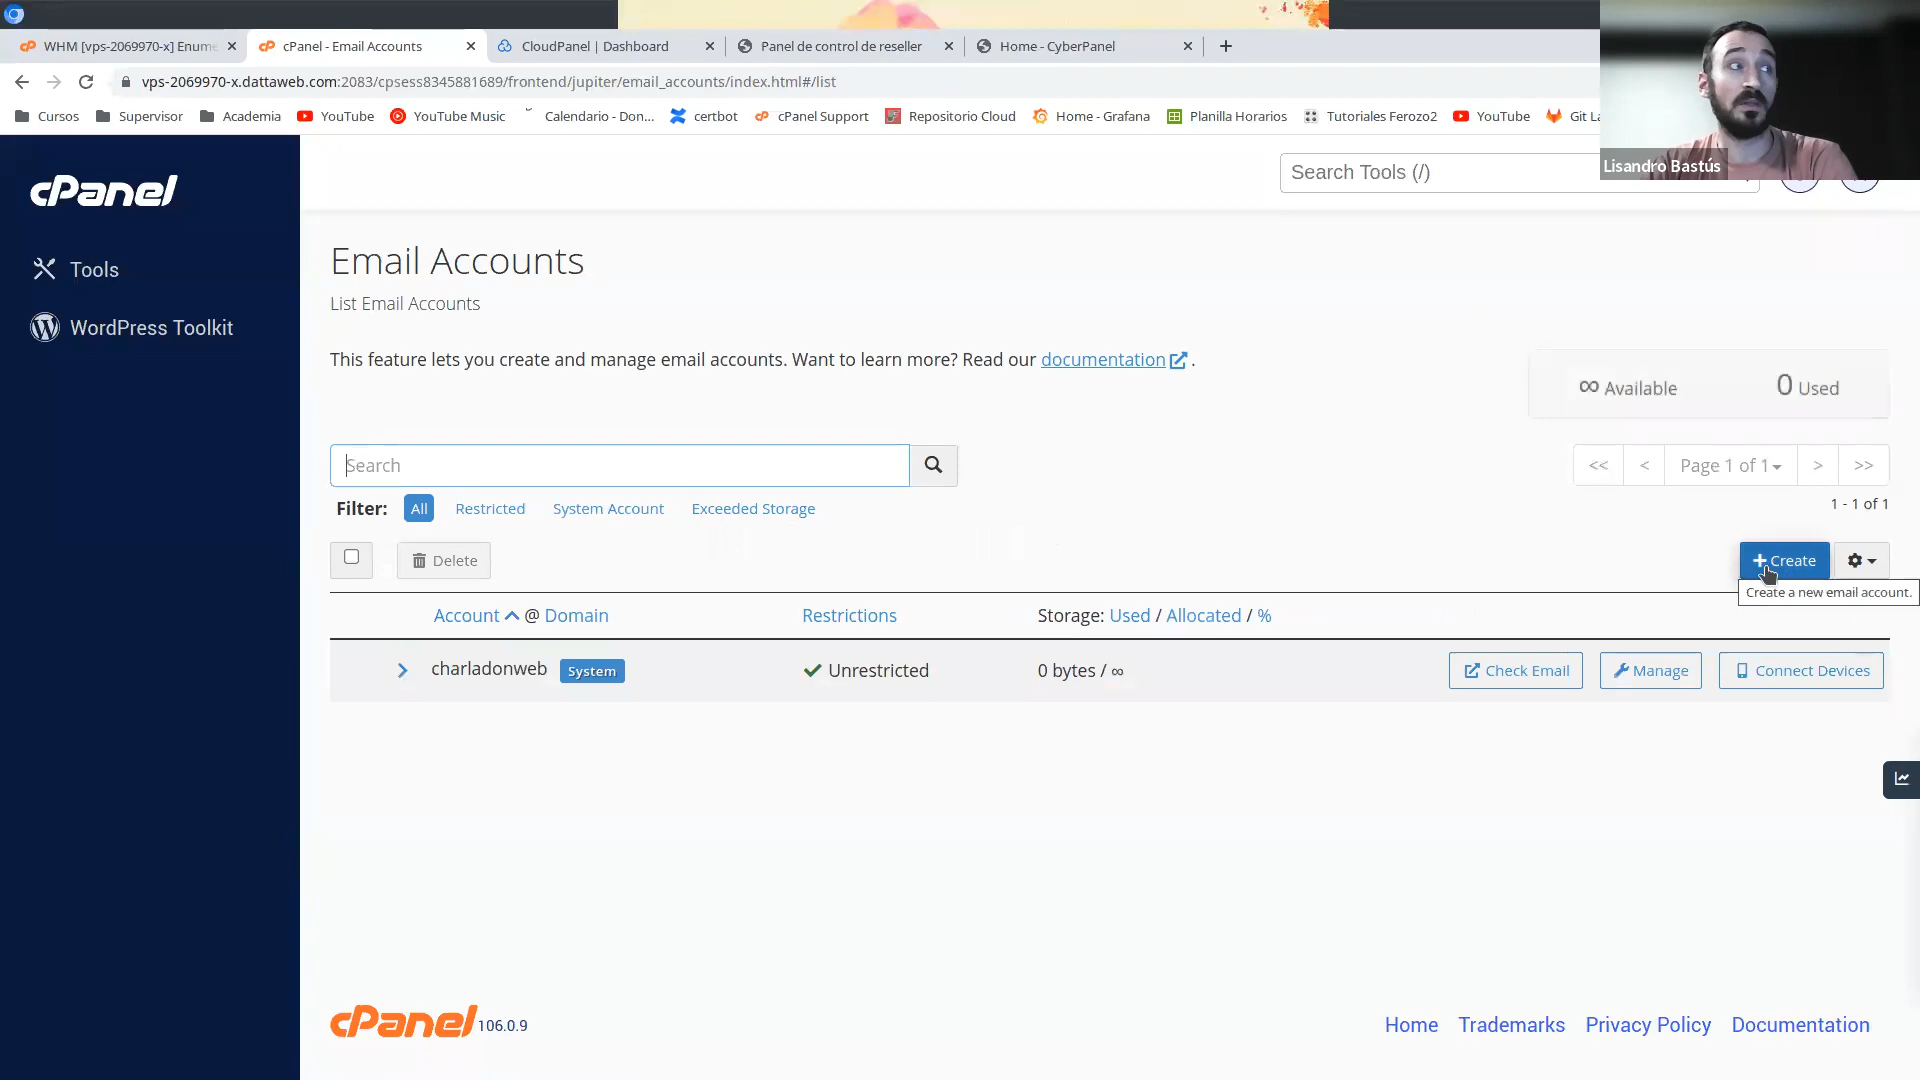 WHM [vps-2069970-x] Enume
cPanel - Email Accounts
CloudPanel | Dashboard
Panel de control de reseller
Home - CyberPanel
vps-2069970-x.dattaweb.com:2083/cpsess8345881689/frontend/jupiter/email_accounts/index.html#/list
Cursos
Supervisor
Academia
YouTube
YouTube Music
Calendario - Don...
certbot
cPanel Support
Repositorio Cloud
Home - Grafana
Planilla Horarios
Tutoriales Ferozo2
YouTube
Git La
Lisandro Bastús
cPanel
Search Tools (/)
Tools
WordPress Toolkit
Email Accounts
List Email Accounts
This feature lets you create and manage email accounts. Want to learn more? Read our documentation .
∞ Available 0 Used
Search
<< < Page 1 of 1 > >>
Filter: All Restricted System Account Exceeded Storage
1 - 1 of 1
Delete
+ Create
Create a new email account.
Account @ Domain Restrictions Storage: Used / Allocated / %
charladonweb System Unrestricted 0 bytes / ∞ Check Email Manage Connect Devices
cPanel 106.0.9
Home Trademarks Privacy Policy Documentation